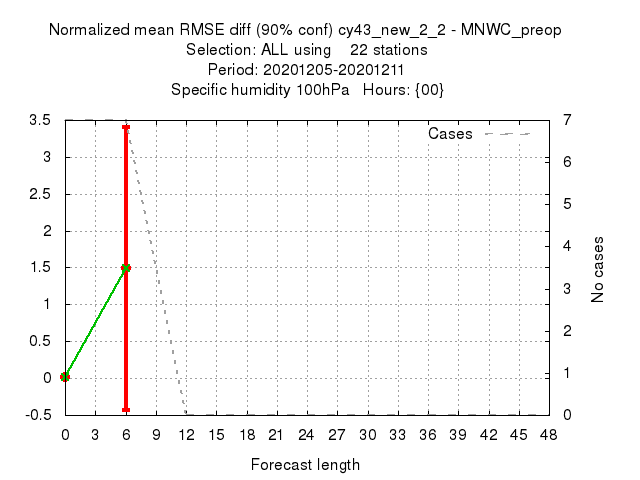 Normalized mean RMSE diff (90% conf) cy43_new_2_2 - MNWC_preop
Selection: ALL using    22 stations
Period: 20201205-20201211
Specific humidity 100hPa   Hours: {00}
3.5
3
2.5
2
1.5
1
0.5
0
-0.5
Cases
7
6
5
4
3
2
1
0
No cases
0 3 6 9 12 15 18 21 24 27 30 33 36 39 42 45 48
Forecast length